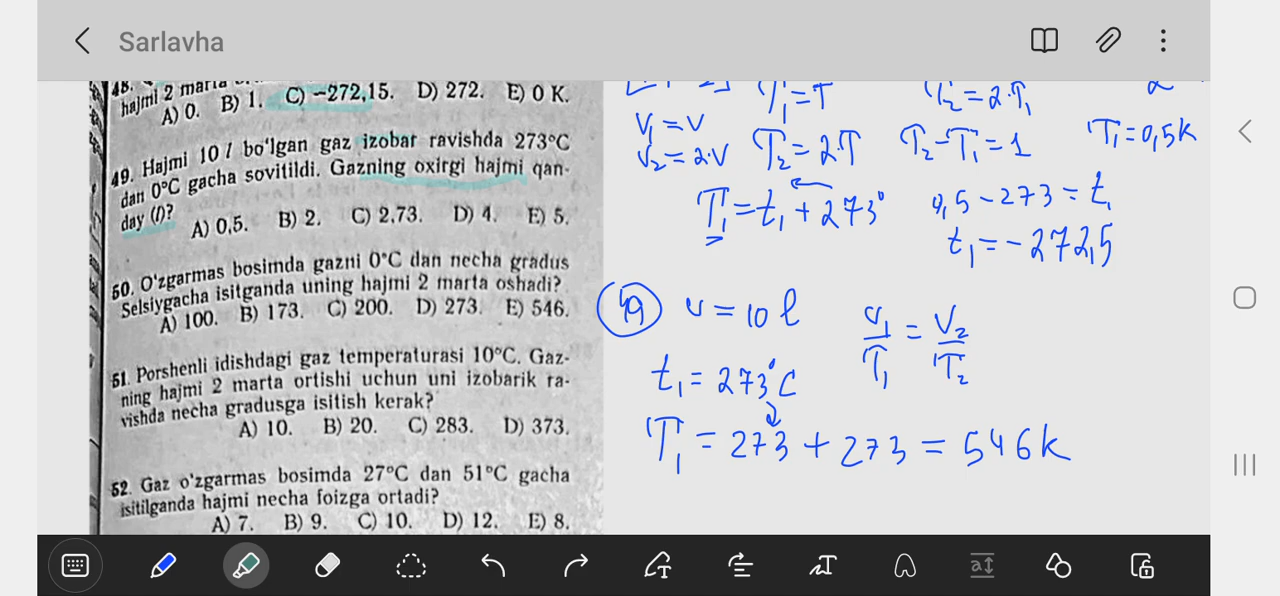 Sarlavha
48.
hajmi 2 marta
A) 0. B) 1. C) −272,15. D) 272. E) 0 K.
49. Hajmi 10 l bo'lgan gaz izobar ravishda 273°C
dan 0°C gacha sovitildi. Gazning oxirgi hajmi qan-
day (l)?
A) 0,5. B) 2. C) 2,73. D) 4. E) 5.
50. O'zgarmas bosimda gazni 0°C dan necha gradus
Selsiygacha isitganda uning hajmi 2 marta oshadi?
A) 100. B) 173. C) 200. D) 273. E) 546.
51. Porshenli idishdagi gaz temperaturasi 10°C. Gaz-
ning hajmi 2 marta ortishi uchun uni izobarik ra-
vishda necha gradusga isitish kerak?
A) 10. B) 20. C) 283. D) 373.
52. Gaz o'zgarmas bosimda 27°C dan 51°C gacha
isitilganda hajmi necha foizga ortadi?
A) 7. B) 9. C) 10. D) 12. E) 8.
T₁=T T₂=2·T₁
V₁=V T₂=2·T T₂-T₁=1 T₁=0,5K
V₂=2·V
T₁=t₁+273° 0,5-273=t₁
t₁=-272,5
49 v=10 l v₁/T₁=V₂/T₂
t₁=273°C
T₁=273+273=546K